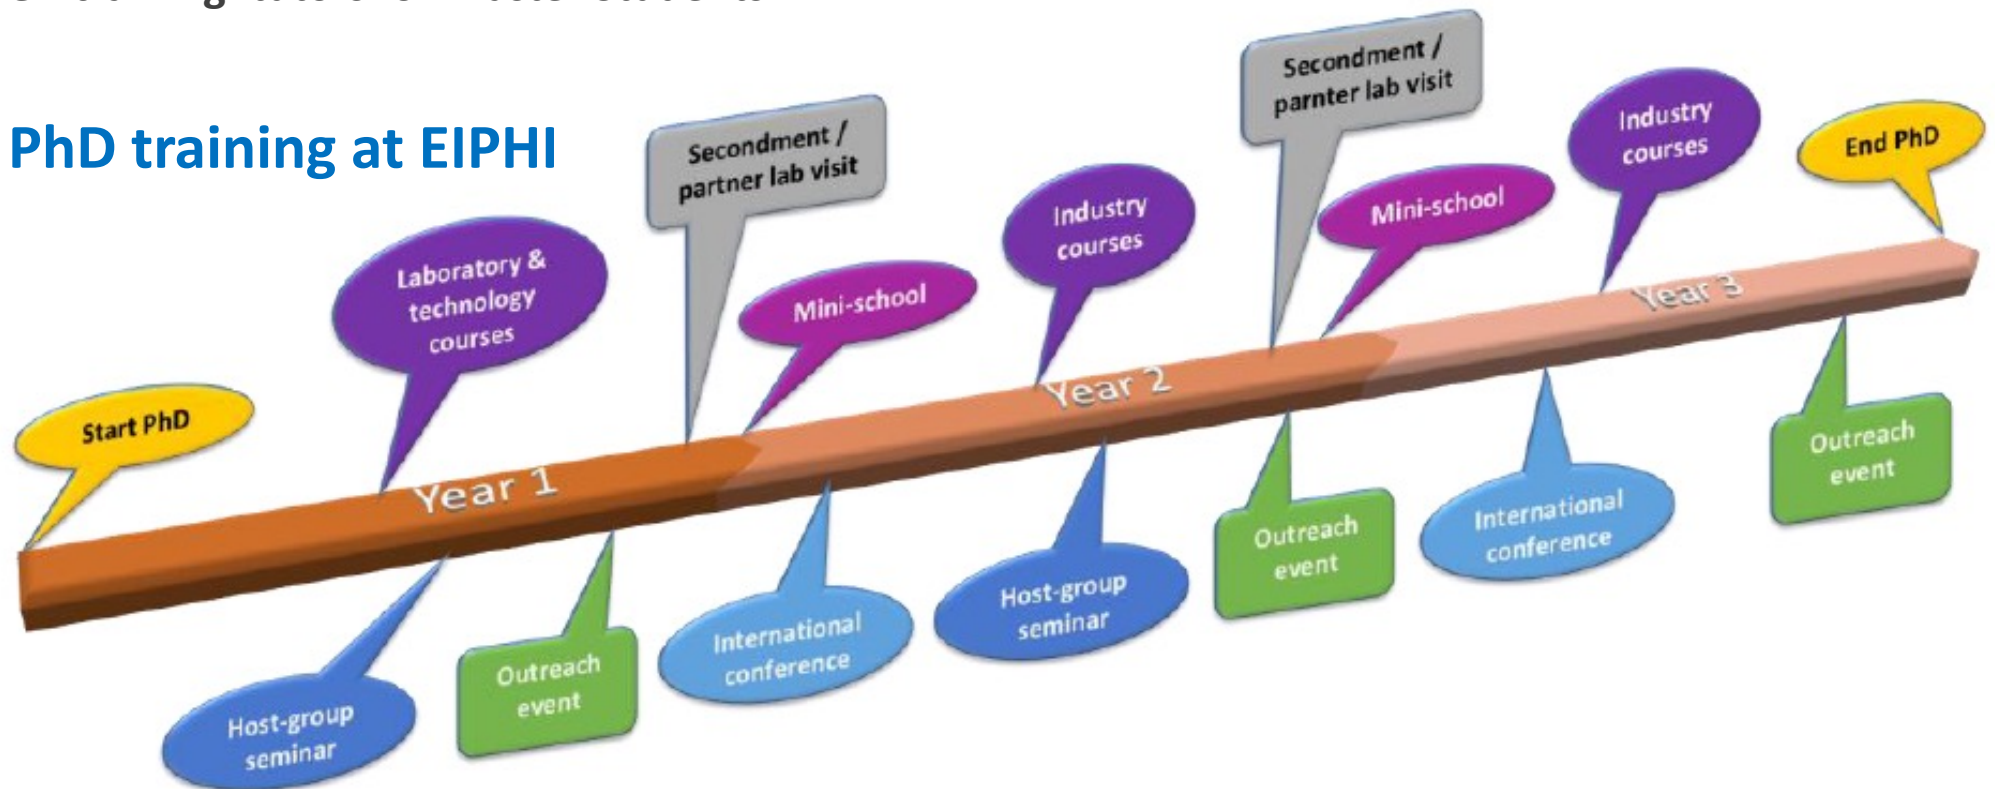 PhD training at EIPHI
Start PhD
Laboratory &
technology
courses
Secondment /
partner lab visit
Mini-school
Industry
courses
Secondment /
parnter lab visit
Mini-school
Industry
courses
End PhD
Year 1
Year 2
Year 3
Host-group
seminar
Outreach
event
International
conference
Host-group
seminar
Outreach
event
International
conference
Outreach
event